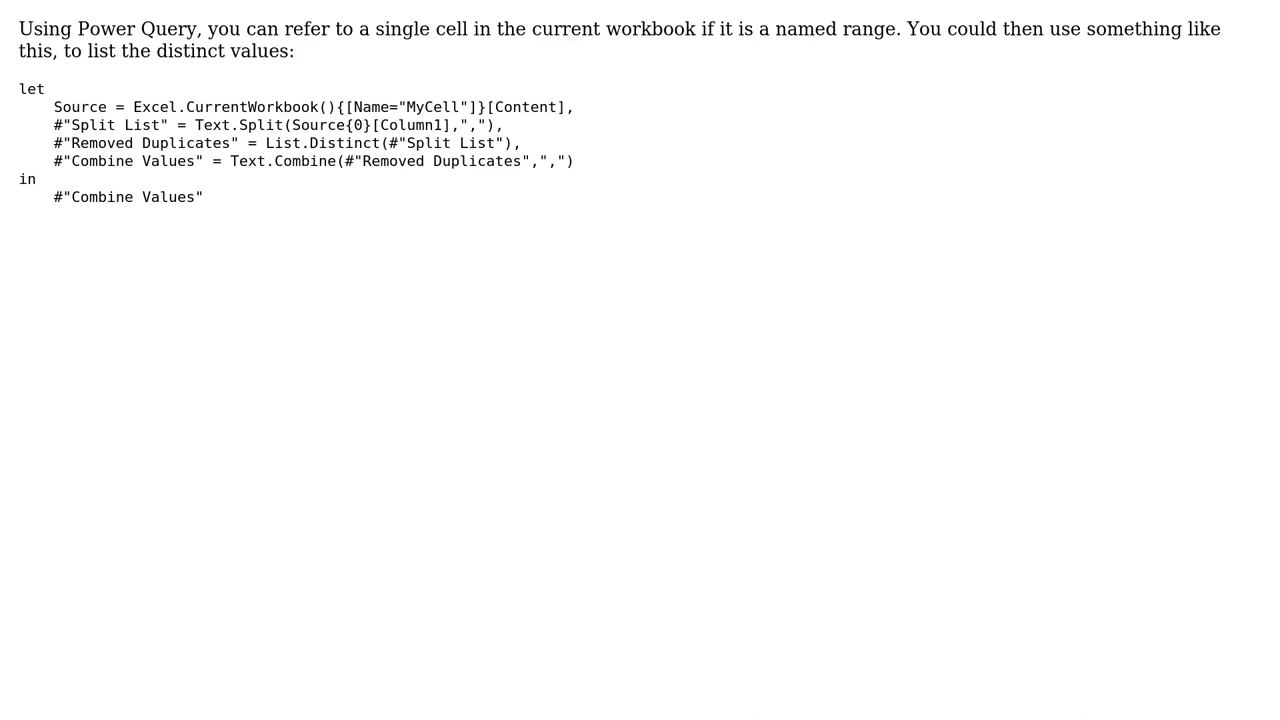 Using Power Query, you can refer to a single cell in the current workbook if it is a named range. You could then use something like
this, to list the distinct values:
let
    Source = Excel.CurrentWorkbook(){[Name="MyCell"]}[Content],
    #"Split List" = Text.Split(Source{0}[Column1],","),
    #"Removed Duplicates" = List.Distinct(#"Split List"),
    #"Combine Values" = Text.Combine(#"Removed Duplicates",",")
in
    #"Combine Values"